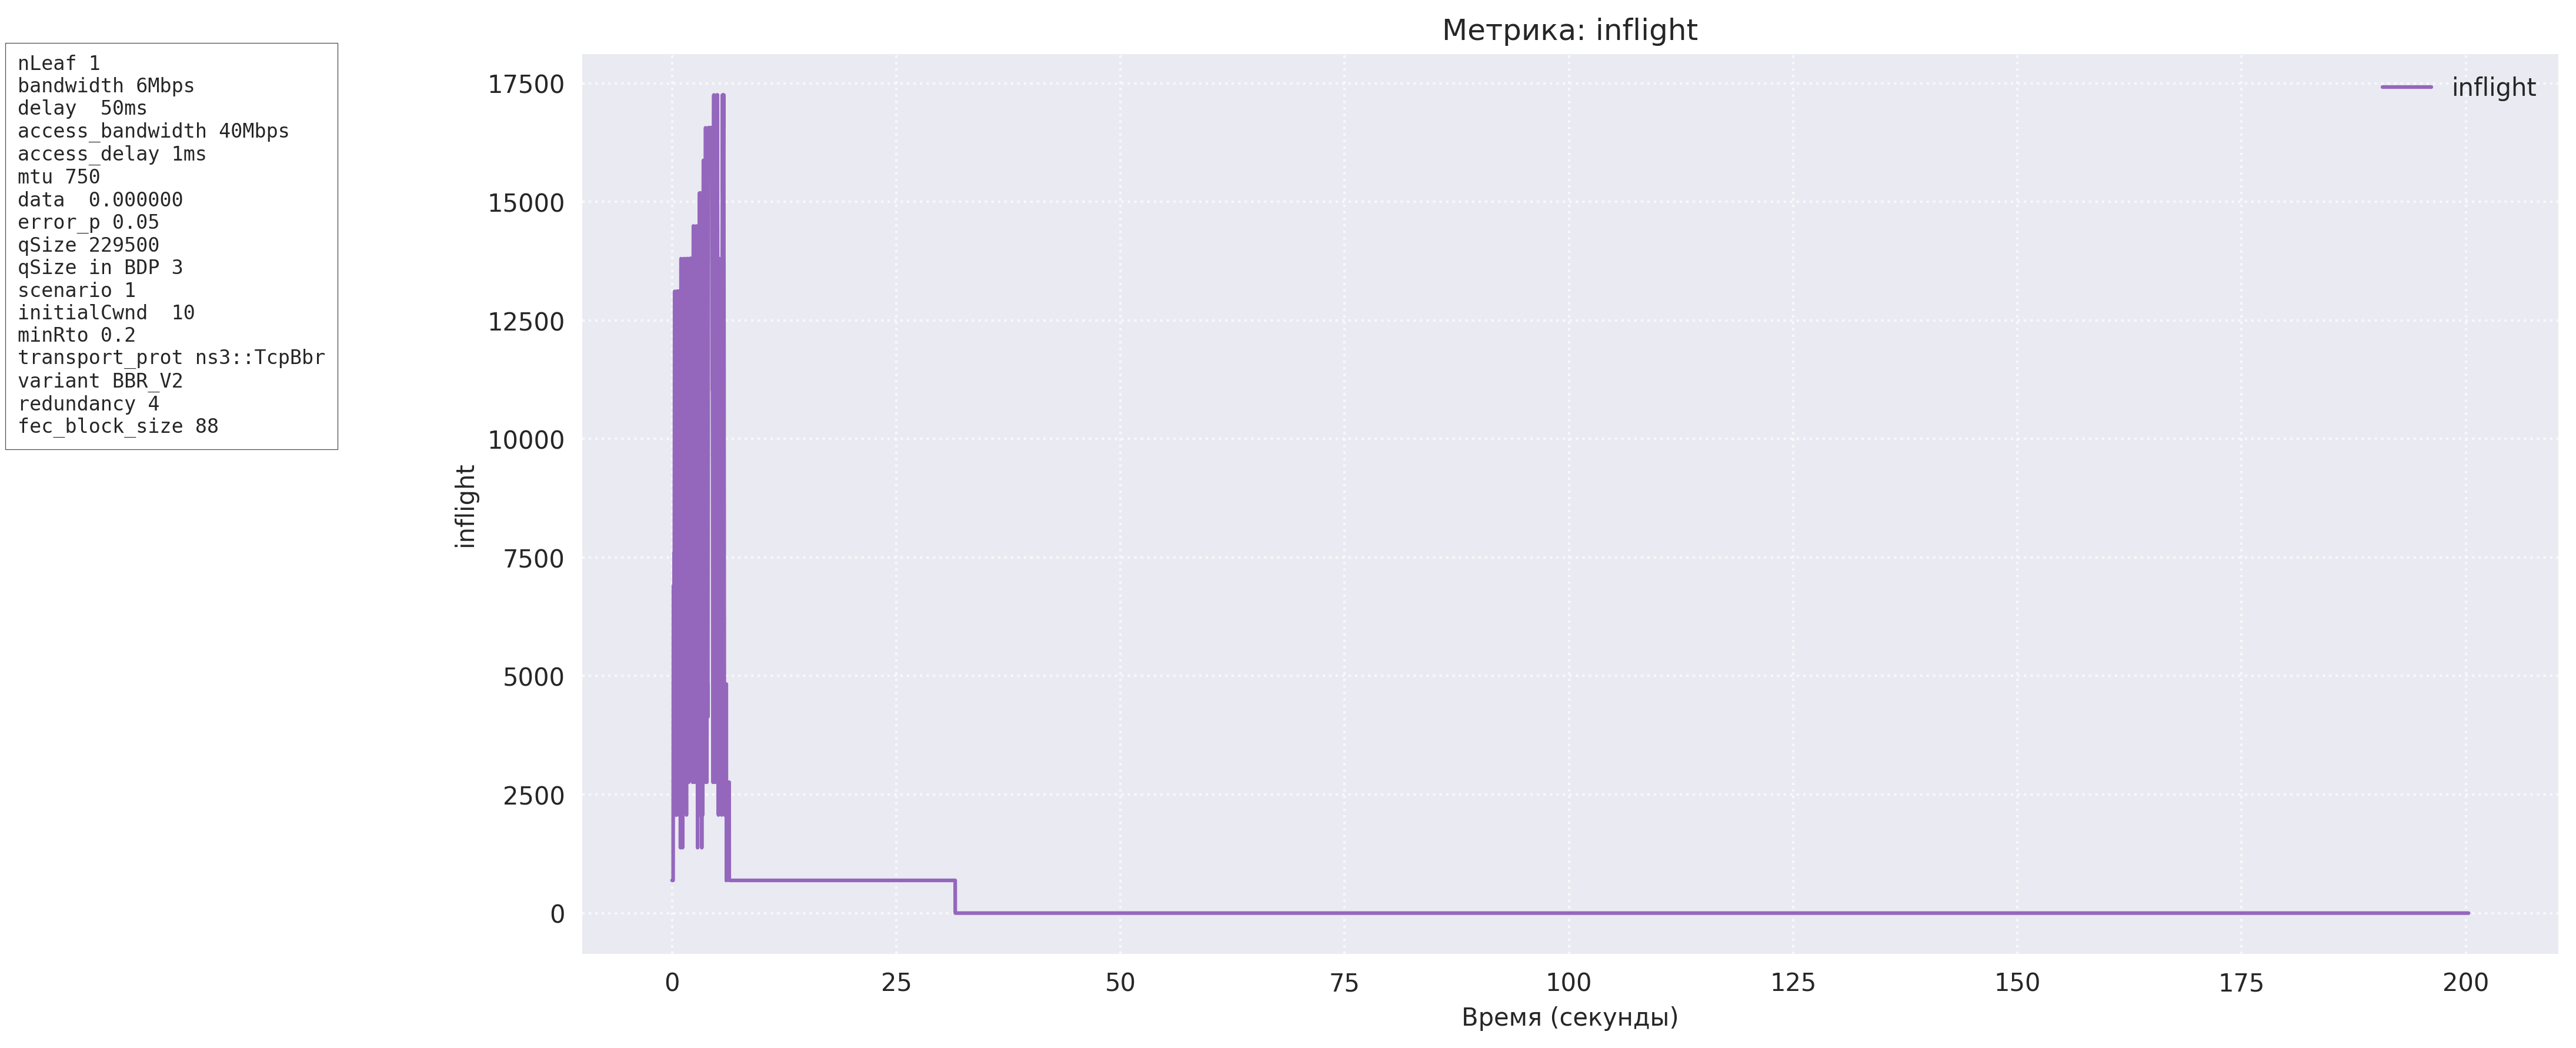 Метрика: inflight
nLeaf 1
bandwidth 6Mbps
delay  50ms
access_bandwidth 40Mbps
access_delay 1ms
mtu 750
data  0.000000
error_p 0.05
qSize 229500
qSize in BDP 3
scenario 1
initialCwnd  10
minRto 0.2
transport_prot ns3::TcpBbr
variant BBR_V2
redundancy 4
fec_block_size 88
inflight
17500
15000
12500
10000
7500
5000
2500
0
inflight
0 25 50 75 100 125 150 175 200
Время (секунды)